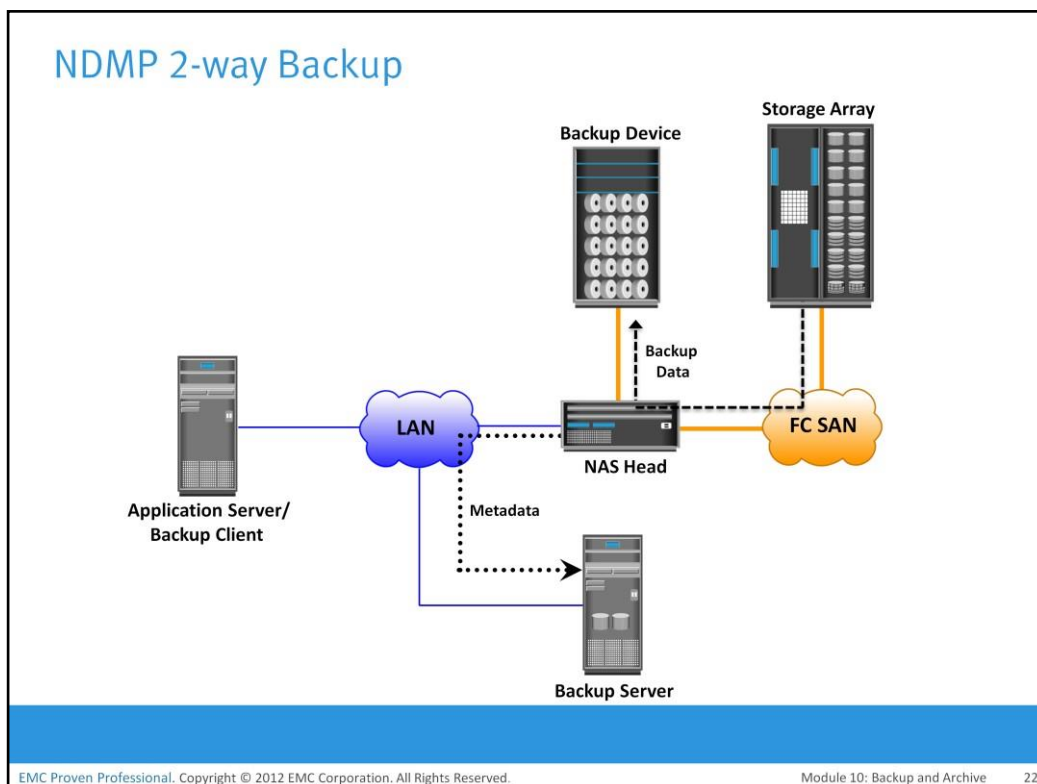 NDMP 2-way Backup
Storage Array
Backup Device
Backup
Data
LAN
FC SAN
NAS Head
Application Server/
Backup Client
Metadata
Backup Server
EMC Proven Professional. Copyright © 2012 EMC Corporation. All Rights Reserved.
Module 10: Backup and Archive 22